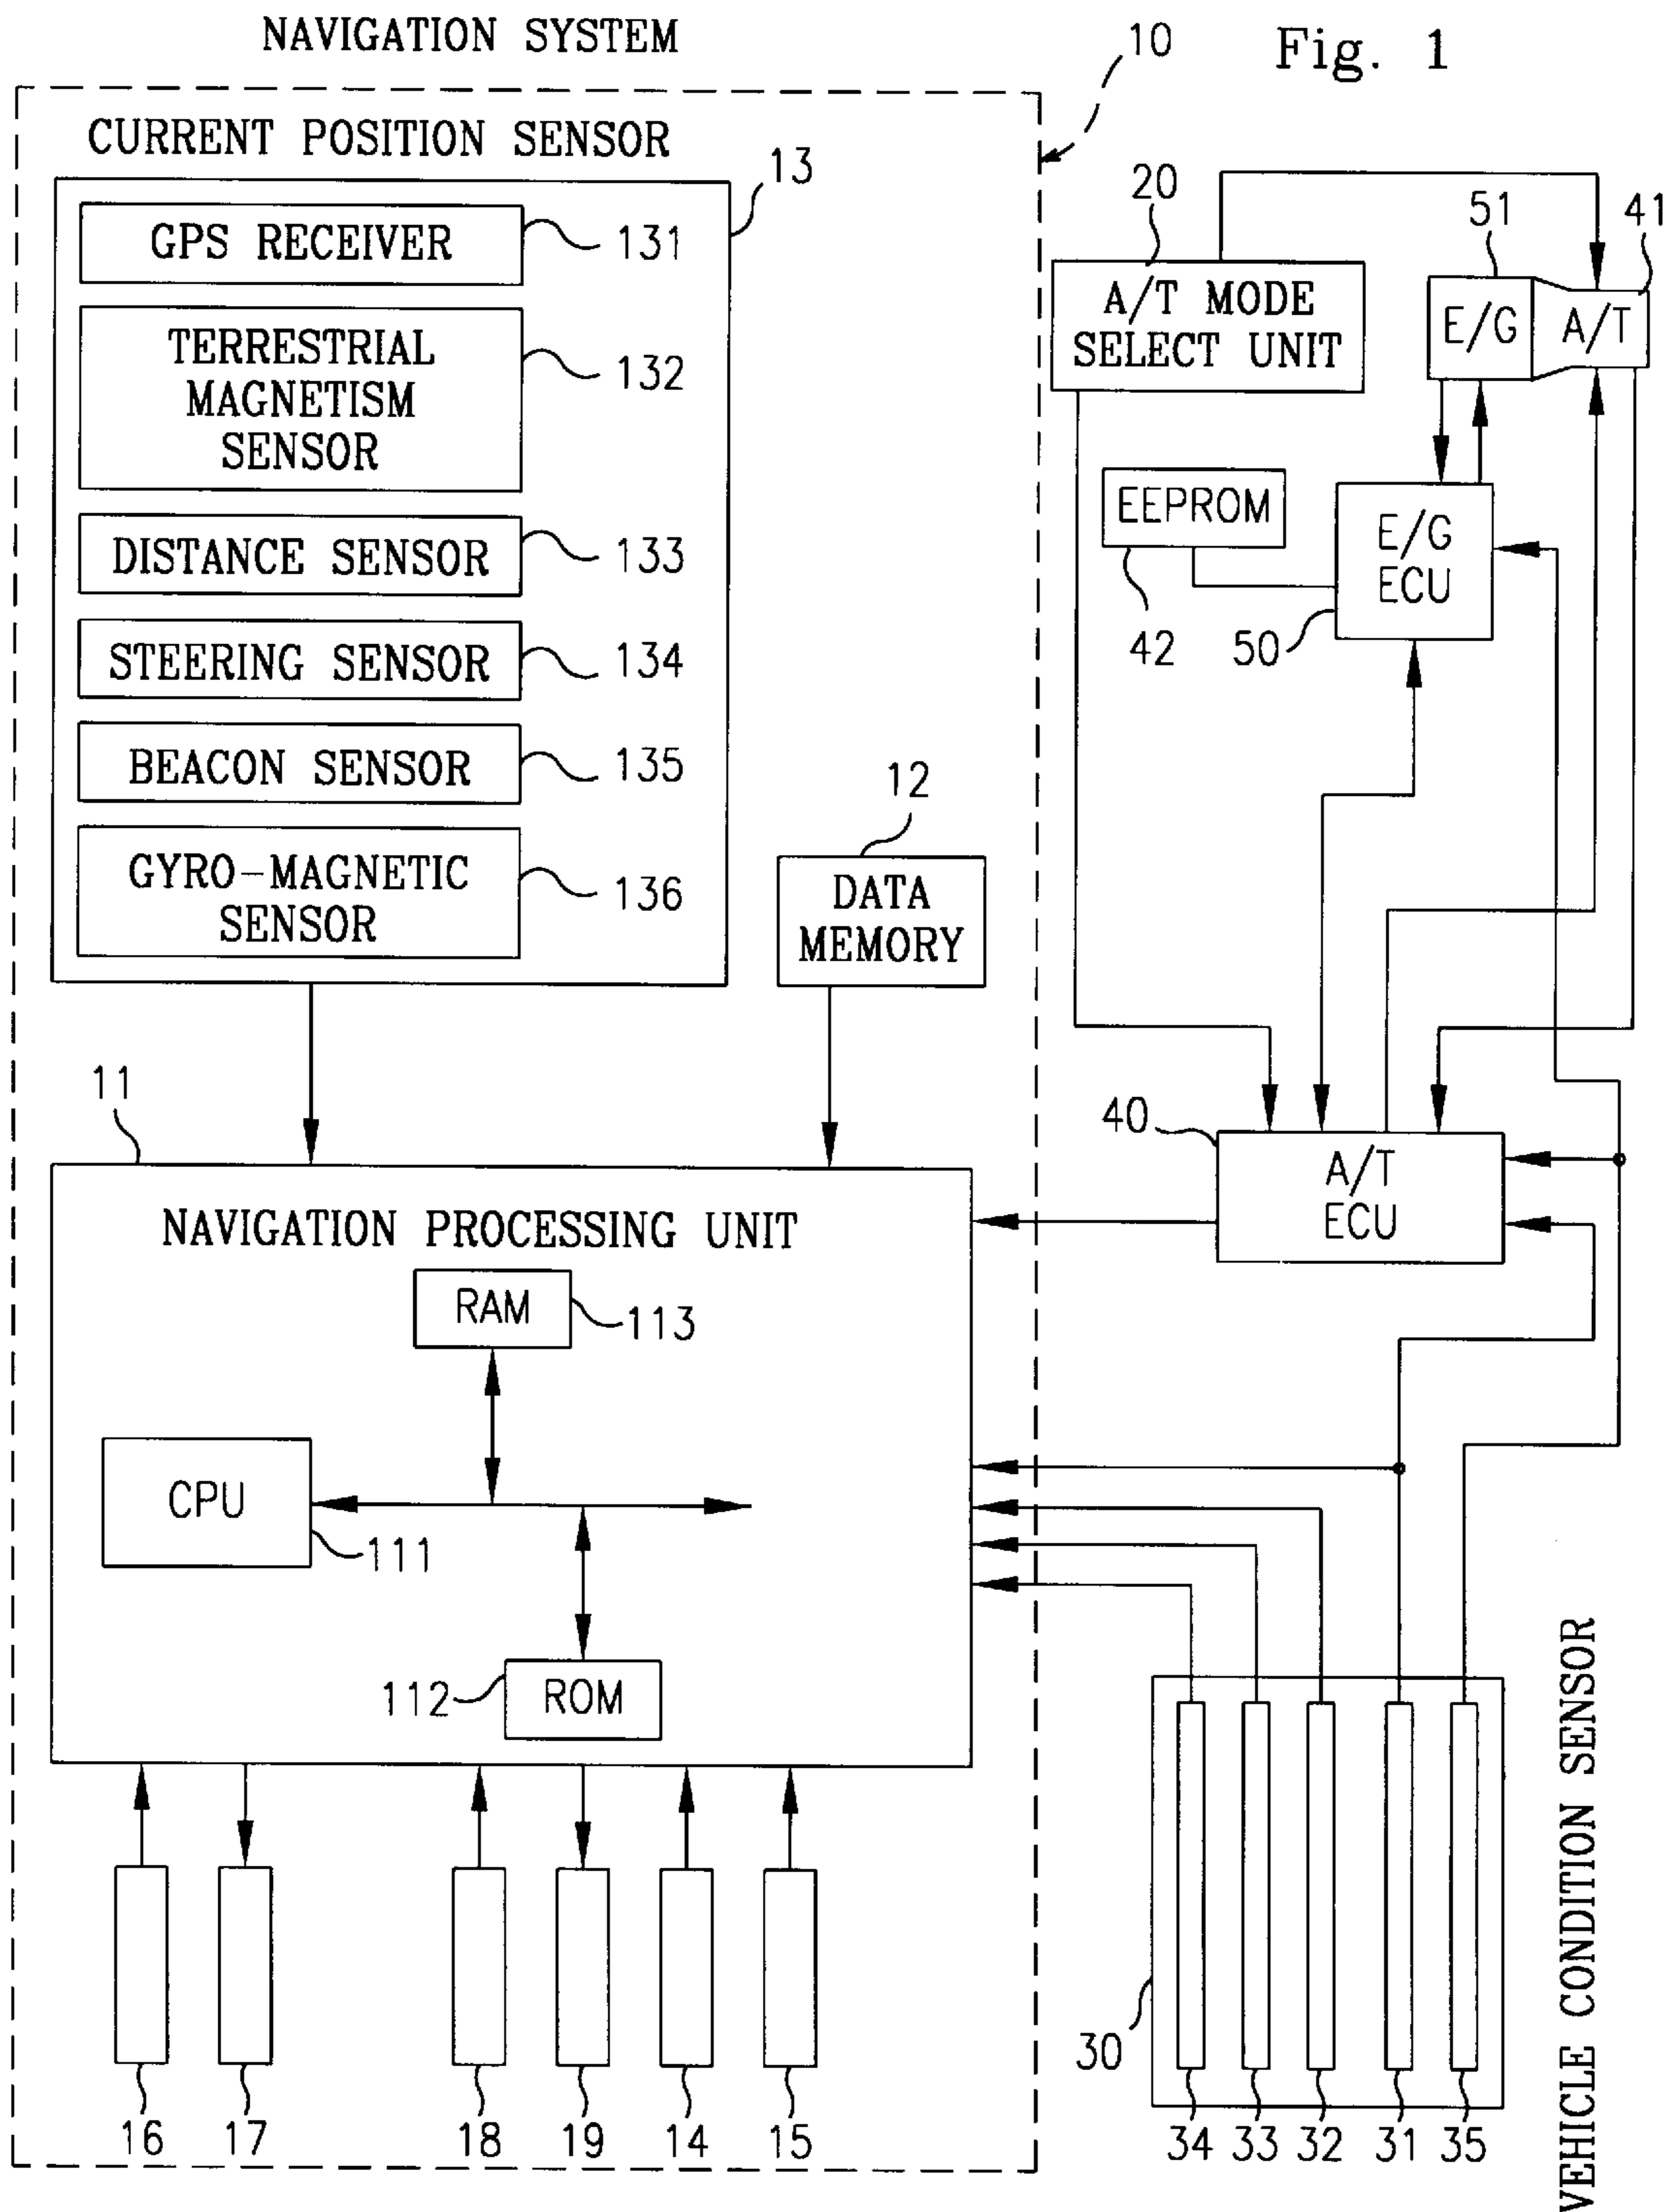 NAVIGATION SYSTEM
10
Fig. 1
CURRENT POSITION SENSOR
13
GPS RECEIVER
131
TERRESTRIAL
MAGNETISM
SENSOR
132
DISTANCE SENSOR
133
STEERING SENSOR
134
BEACON SENSOR
135
GYRO-MAGNETIC
SENSOR
136
12
DATA
MEMORY
20
A/T MODE
SELECT UNIT
51
41
E/G
A/T
EEPROM
42
E/G
ECU
50
11
NAVIGATION PROCESSING UNIT
RAM
113
CPU
111
112
ROM
40
A/T
ECU
16
17
18
19
14
15
30
34
33
32
31
35
VEHICLE CONDITION SENSOR